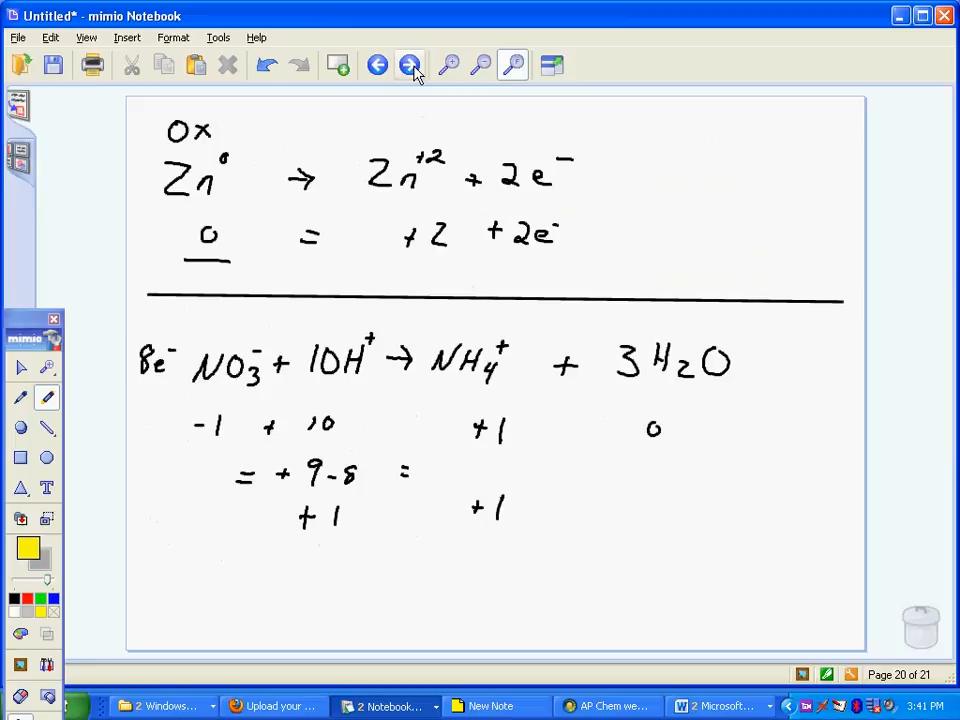 Untitled* - mimio Notebook
File Edit View Insert Format Tools Help
Ox
Zn⁰ → Zn⁺² + 2e⁻
0 = +2 +2e⁻
8e⁻ NO₃⁻ + 10H⁺ → NH₄⁺ + 3H₂O
-1 + 10 +1 0
= +9-8 =
+1 +1
mimio
T
Page 20 of 21
2 Windows... Upload your ... 2 Notebook... New Note AP Chem we... 2 Microsoft... 3:41 PM